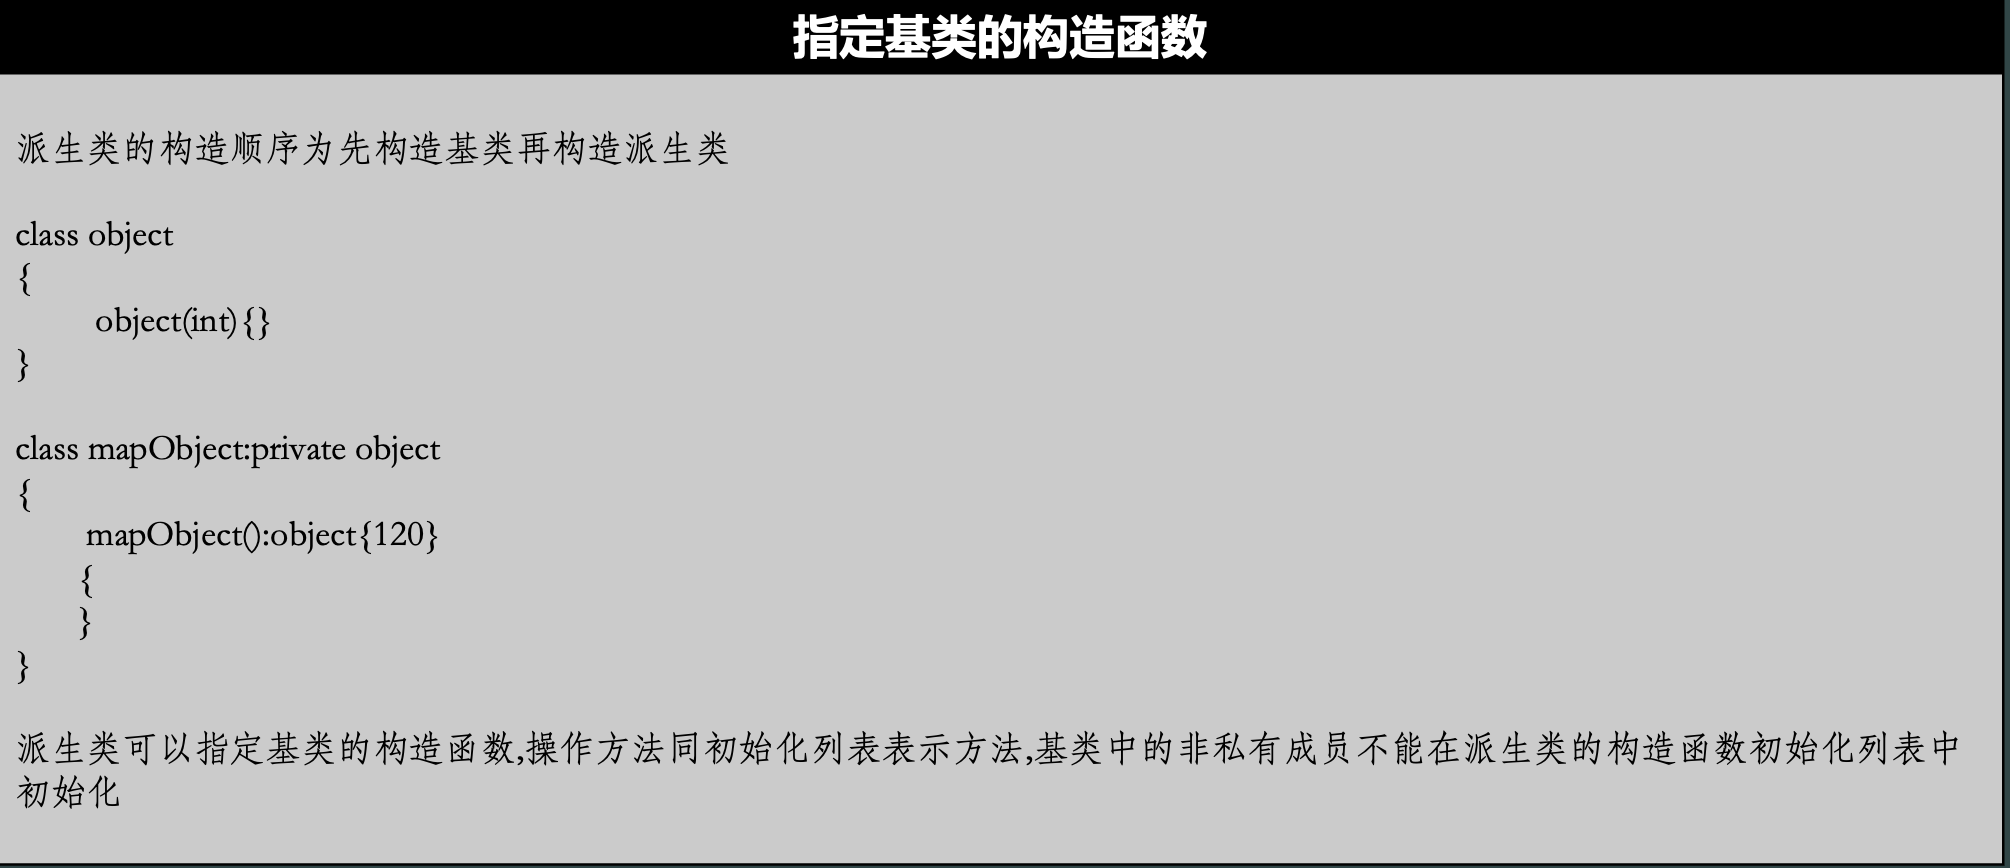 指定基类的构造函数
派生类的构造顺序为先构造基类再构造派生类
class object
{
object(int){}
}
class mapObject:private object
{
mapObject():object{120}
{
}
}
派生类可以指定基类的构造函数,操作方法同初始化列表表示方法,基类中的非私有成员不能在派生类的构造函数初始化列表中
初始化